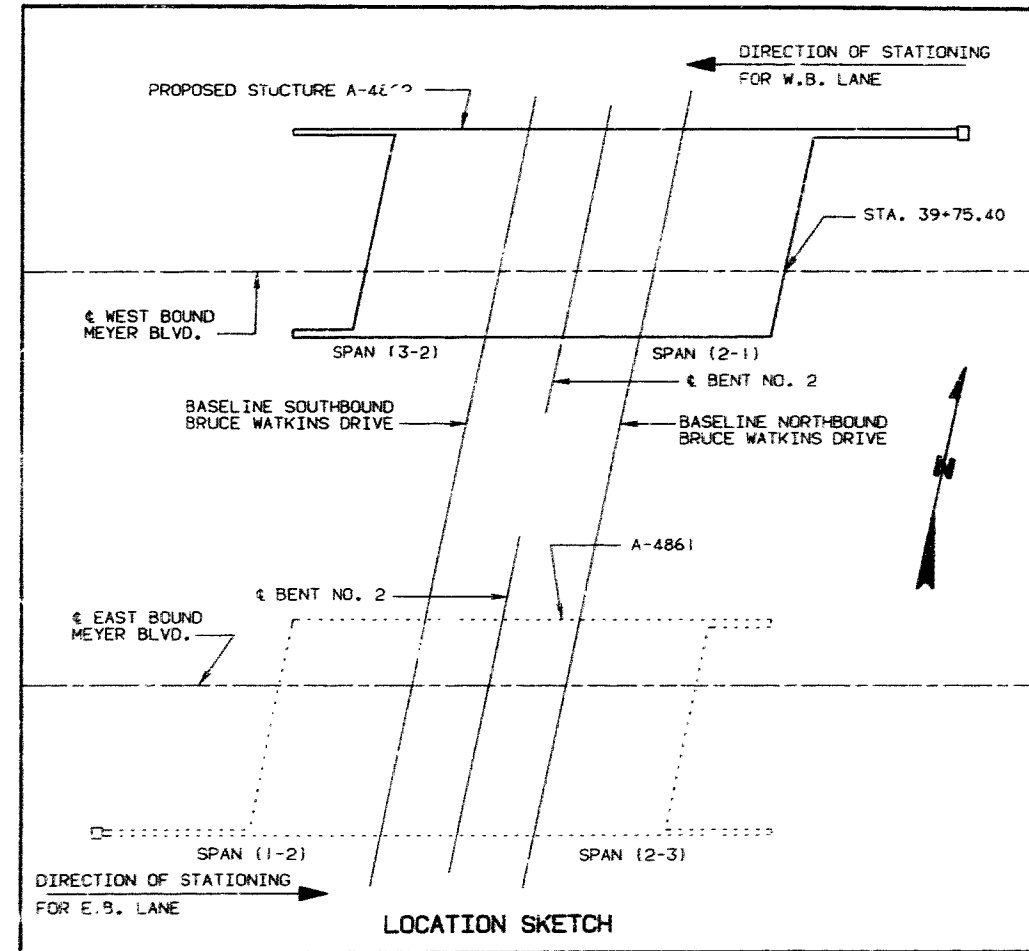 DIRECTION OF STATIONING
FOR W.B. LANE
PROPOSED STUCTURE
STA. 39+75.40
℄ WEST BOUND
MEYER BLVD.
SPAN (3-2)
SPAN (2-1)
℄ BENT NO. 2
BASELINE SOUTHBOUND
BRUCE WATKINS DRIVE
BASELINE NORTHBOUND
BRUCE WATKINS DRIVE
N
A-4861
℄ BENT NO. 2
℄ EAST BOUND
MEYER BLVD.
SPAN (1-2)
SPAN (2-3)
DIRECTION OF STATIONING
FOR E.B. LANE
LOCATION SKETCH